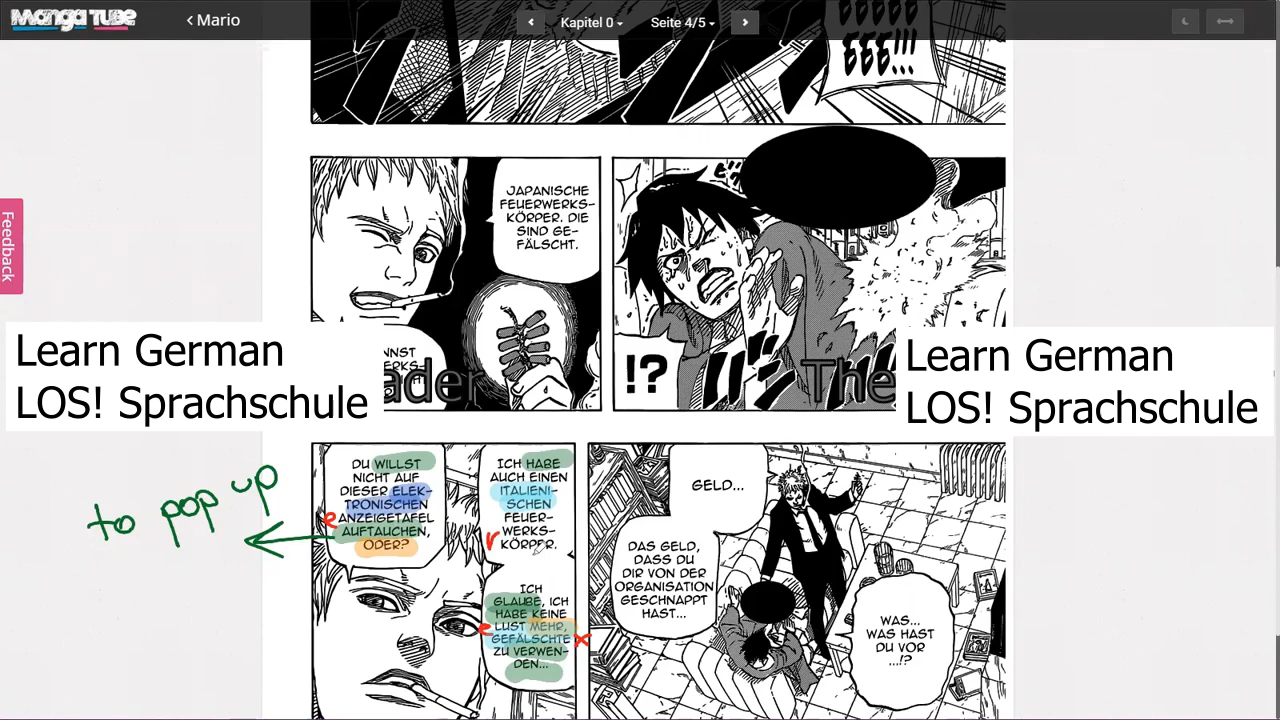 MANGA TUBE
‹ Mario
Kapitel 0
Seite 4/5
Feedback
JAPANISCHE
FEUERWERKS-
KÖRPER. DIE
SIND GE-
FÄLSCHT.
!?
Learn German
LOS! Sprachschule
ader
The
Learn German
LOS! Sprachschule
to pop up
DU WILLST
NICHT AUF
DIESER ELEK-
TRONISCHEN
e ANZEIGETAFEL
AUFTAUCHEN,
ODER?
ICH HABE
AUCH EINEN
ITALIENI-
SCHEN
FEUER-
WERKS-
r KÖRPER.
ICH
GLAUBE, ICH
HABE KEINE
e LUST MEHR,
GEFÄLSCHTE x
ZU VERWEN-
DEN...
GELD...
DAS GELD,
DASS DU
DIR VON DER
ORGANISATION
GESCHNAPPT
HAST...
WAS...
WAS HAST
DU VOR
...!?